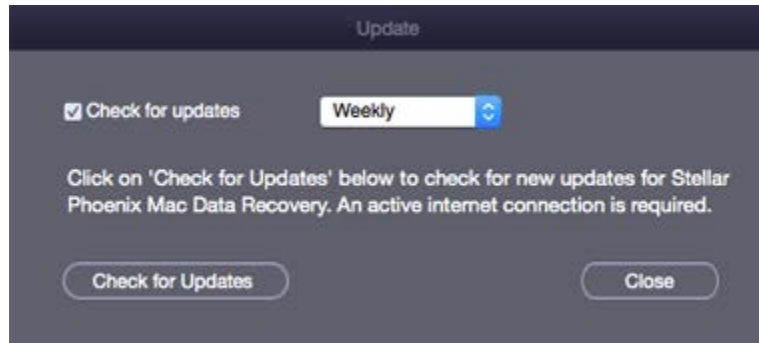 Update
Check for updates Weekly
Click on 'Check for Updates' below to check for new updates for Stellar
Phoenix Mac Data Recovery. An active internet connection is required.
Check for Updates Close